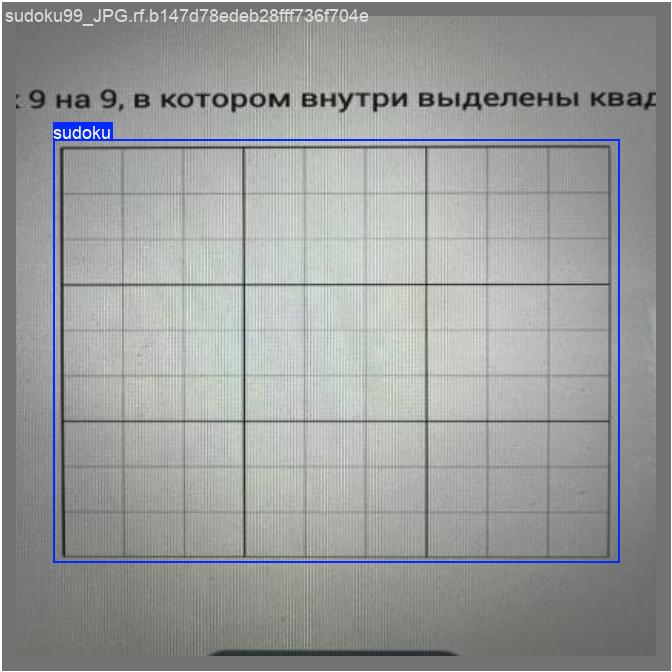 sudoku99_JPG.rf.b147d78edeb28fff736f704e
: 9 на 9, в котором внутри выделены квад
sudoku